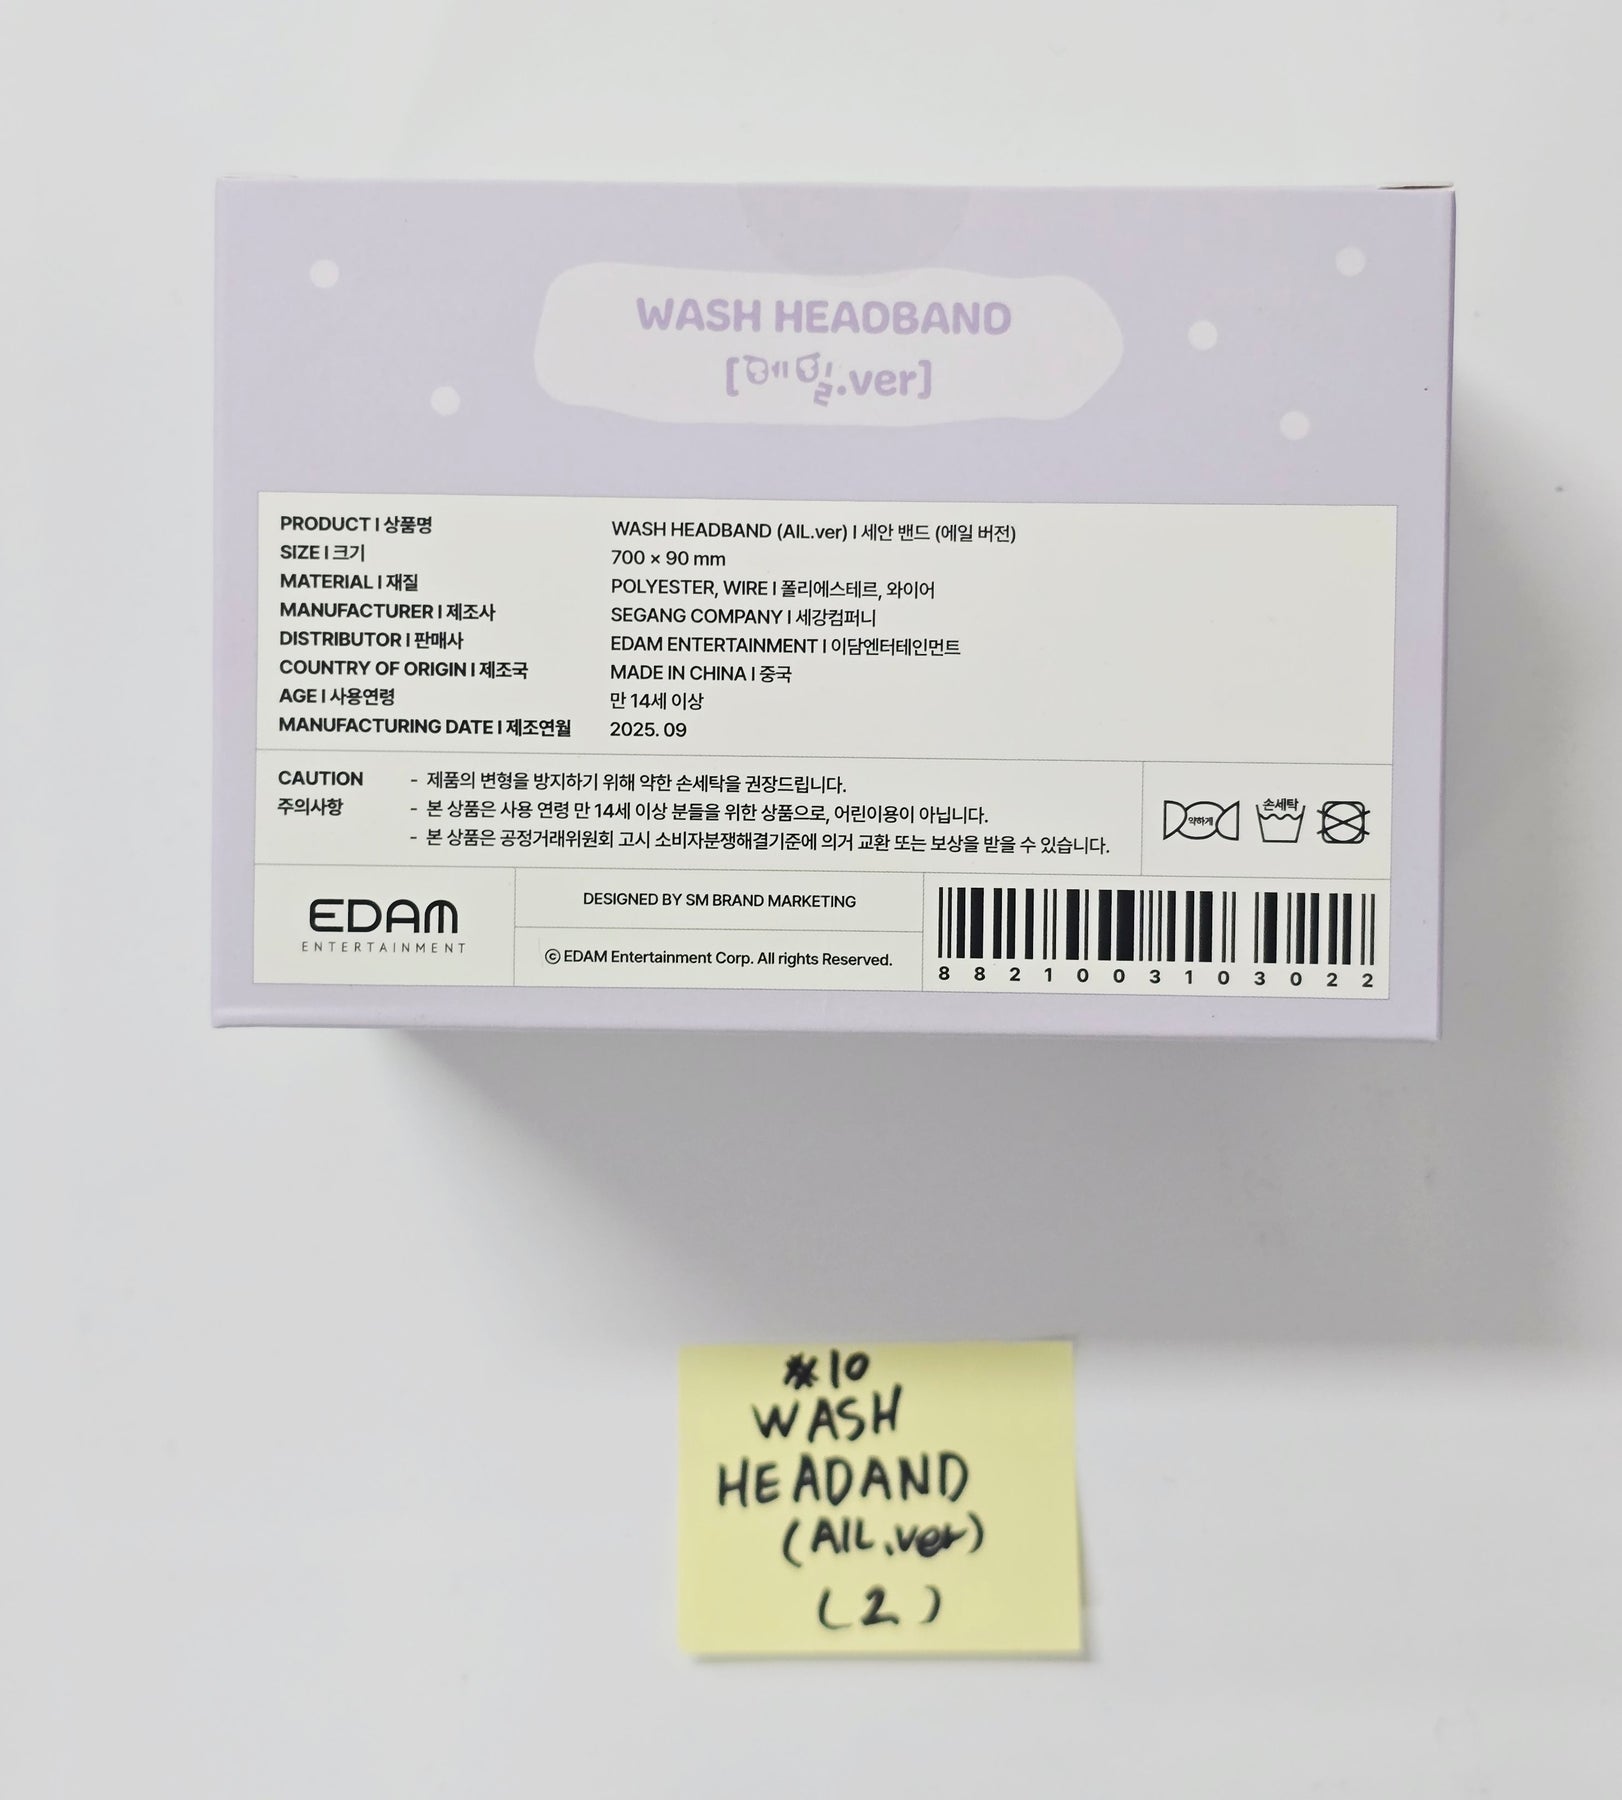 WASH HEADBAND
[에일.ver]
PRODUCT I 상품명 WASH HEADBAND (AIL.ver) I 세안 밴드 (에일 버전)
SIZE I 크기 700 × 90 mm
MATERIAL I 재질 POLYESTER, WIRE I 폴리에스테르, 와이어
MANUFACTURER I 제조사 SEGANG COMPANY I 세강컴퍼니
DISTRIBUTOR I 판매사 EDAM ENTERTAINMENT I 이담엔터테인먼트
COUNTRY OF ORIGIN I 제조국 MADE IN CHINA I 중국
AGE I 사용연령 만 14세 이상
MANUFACTURING DATE I 제조연월 2025. 09
CAUTION - 제품의 변형을 방지하기 위해 약한 손세탁을 권장드립니다.
주의사항 - 본 상품은 사용 연령 만 14세 이상 분들을 위한 상품으로, 어린이용이 아닙니다.
- 본 상품은 공정거래위원회 고시 소비자분쟁해결기준에 의거 교환 또는 보상을 받을 수 있습니다.
약하게 손세탁
EDAM
ENTERTAINMENT
DESIGNED BY SM BRAND MARKETING
© EDAM Entertainment Corp. All rights Reserved.
8 8 2 1 0 0 3 1 0 3 0 2 2
※10
WASH
HEADAND
(AIL.ver)
(2)